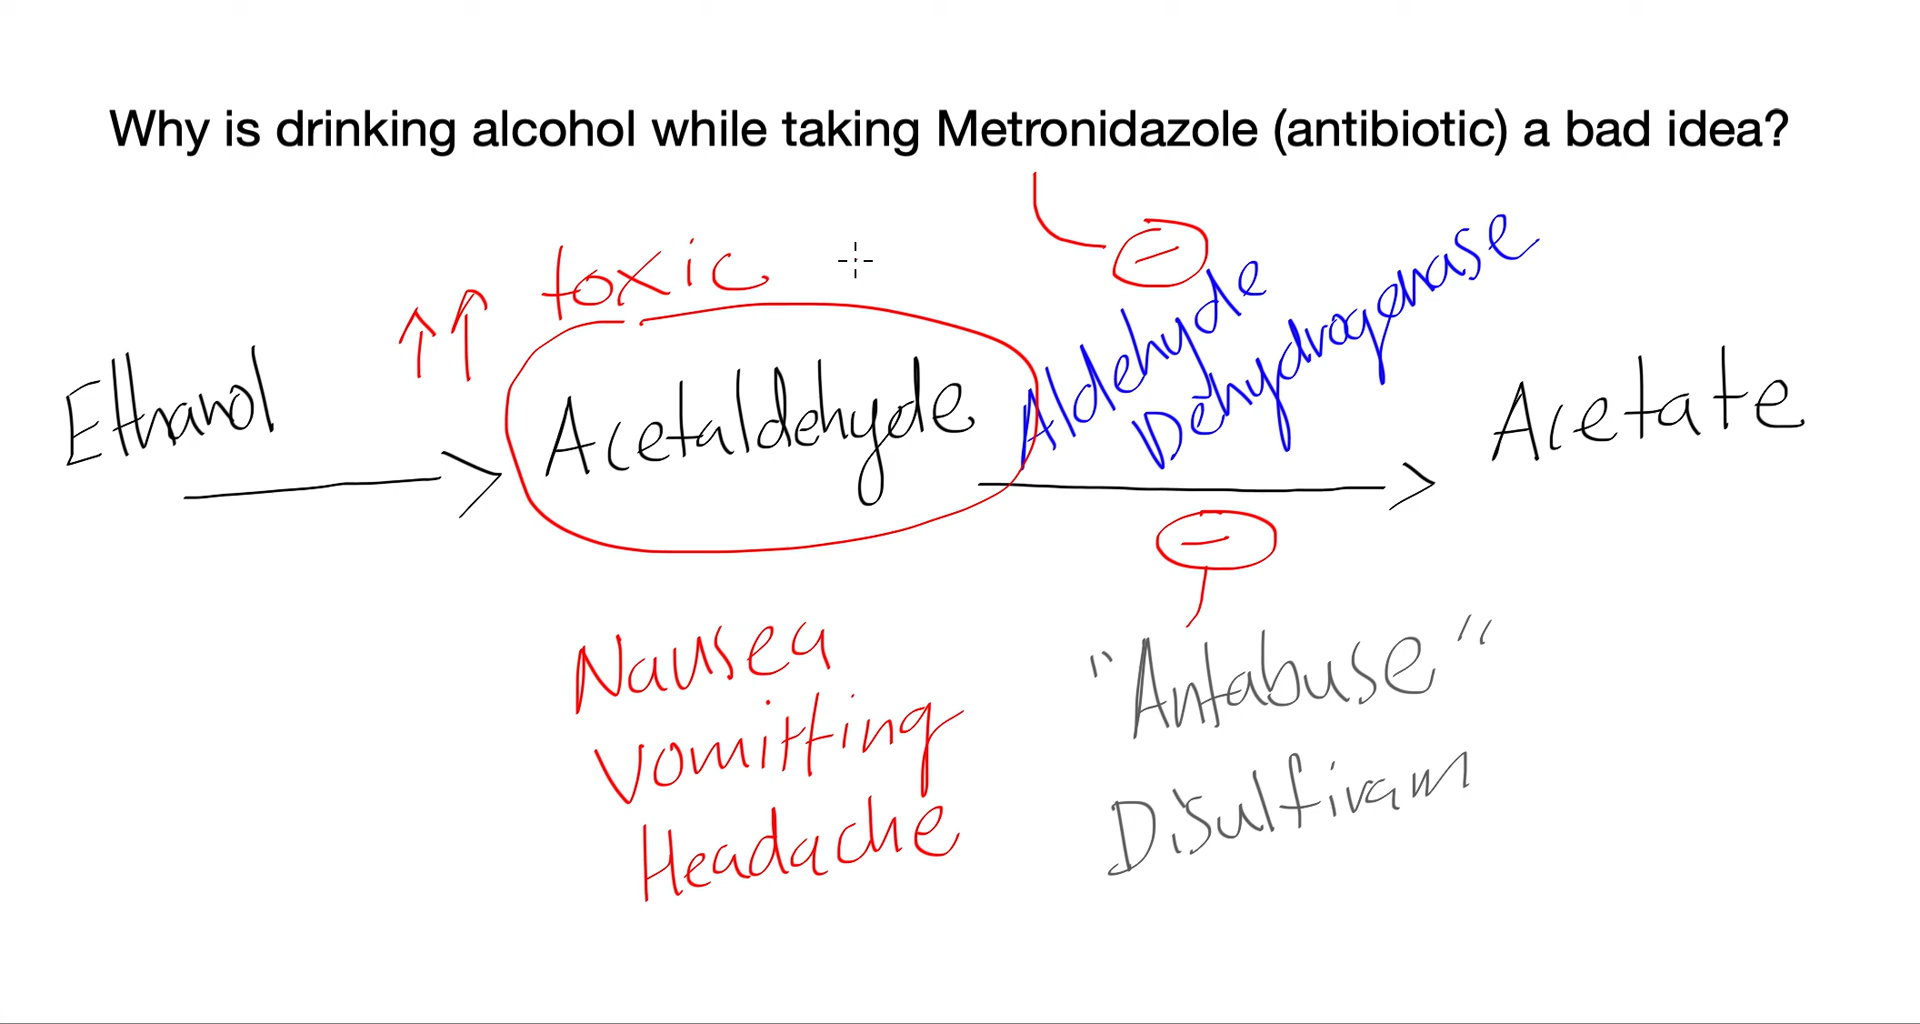 Why is drinking alcohol while taking Metronidazole (antibiotic) a bad idea?
↑↑ toxic
Ethanol
Acetaldehyde
Aldehyde
Dehydrogenase
Acetate
Nausea
Vomitting
Headache
"Antabuse"
Disulfiram